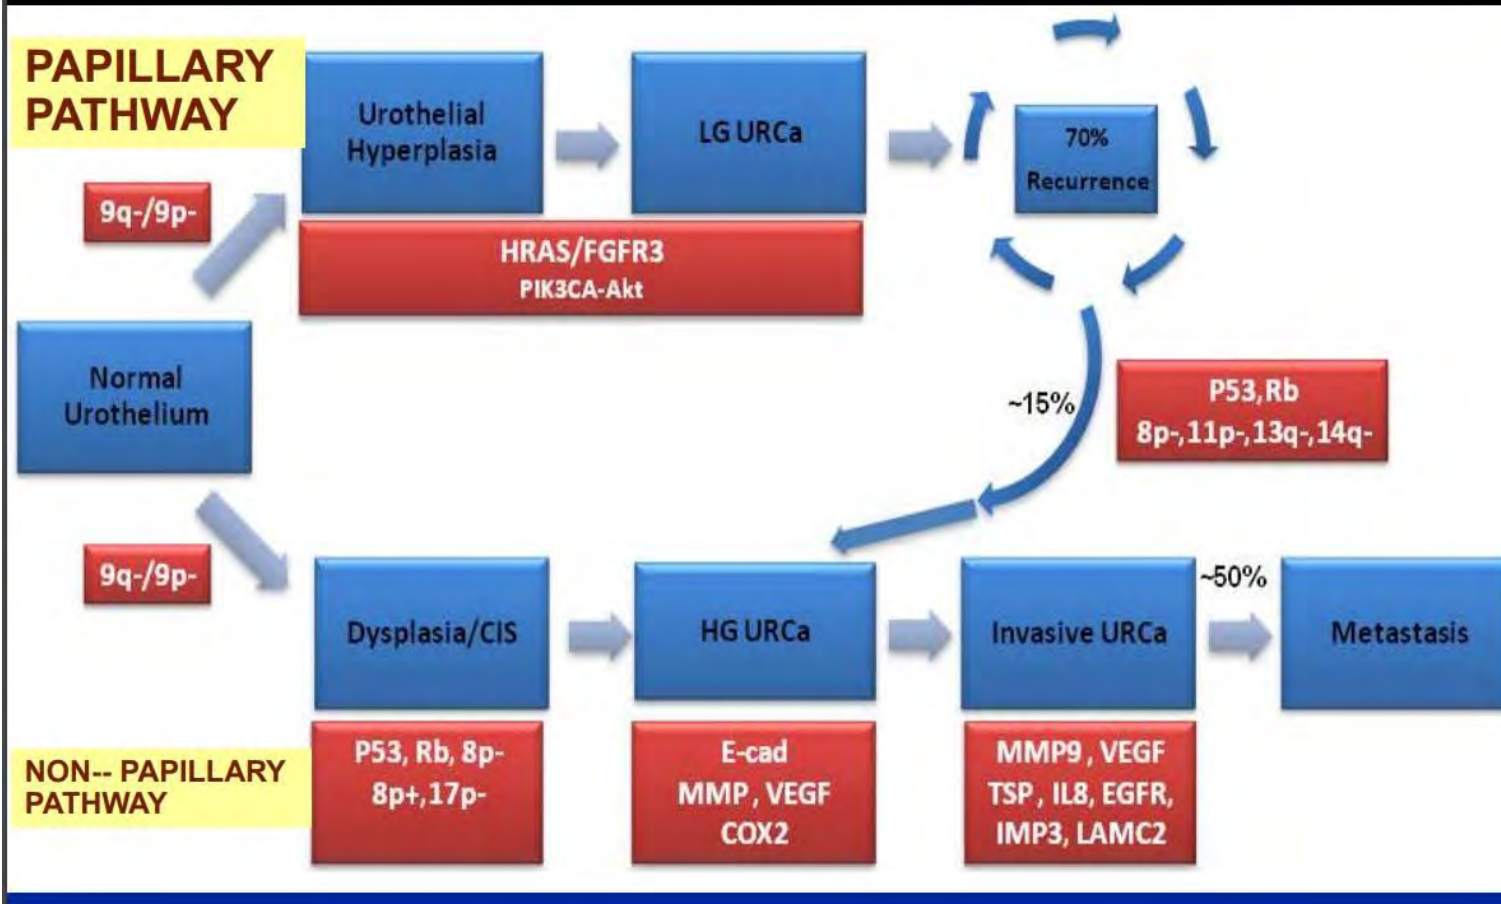 PAPILLARY
PATHWAY
Urothelial
Hyperplasia
LG URCa
70%
Recurrence
9q-/9p-
HRAS/FGFR3
PIK3CA-Akt
Normal
Urothelium
~15%
P53,Rb
8p-,11p-,13q-,14q-
9q-/9p-
Dysplasia/CIS
HG URCa
Invasive URCa
~50%
Metastasis
NON-- PAPILLARY
PATHWAY
P53, Rb, 8p-
8p+,17p-
E-cad
MMP , VEGF
COX2
MMP9 , VEGF
TSP , IL8, EGFR,
IMP3, LAMC2